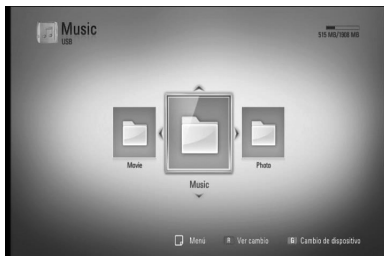 Music
USB
515 MB/1008 MB
Movie
Music
Photo
Menú
R Ver cambio
G Cambio de dispositivo